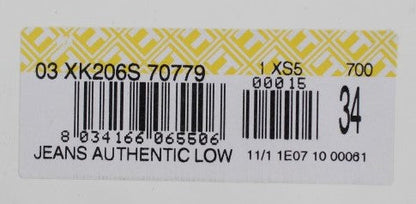 03 XK206S 70779 1 XS5 700
00015
34
8 034166 065506
JEANS AUTHENTIC LOW 11/1 1E07 10 00061